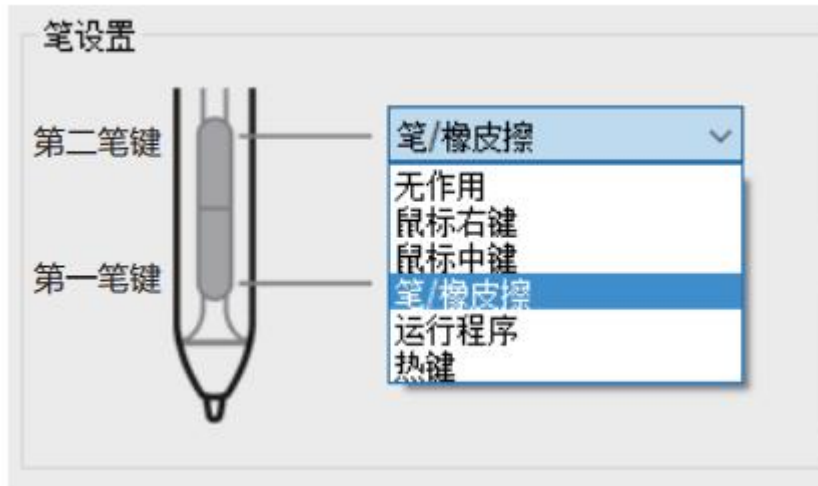 笔设置
第二笔键
笔/橡皮擦
无作用
鼠标右键
鼠标中键
第一笔键
笔/橡皮擦
运行程序
热键